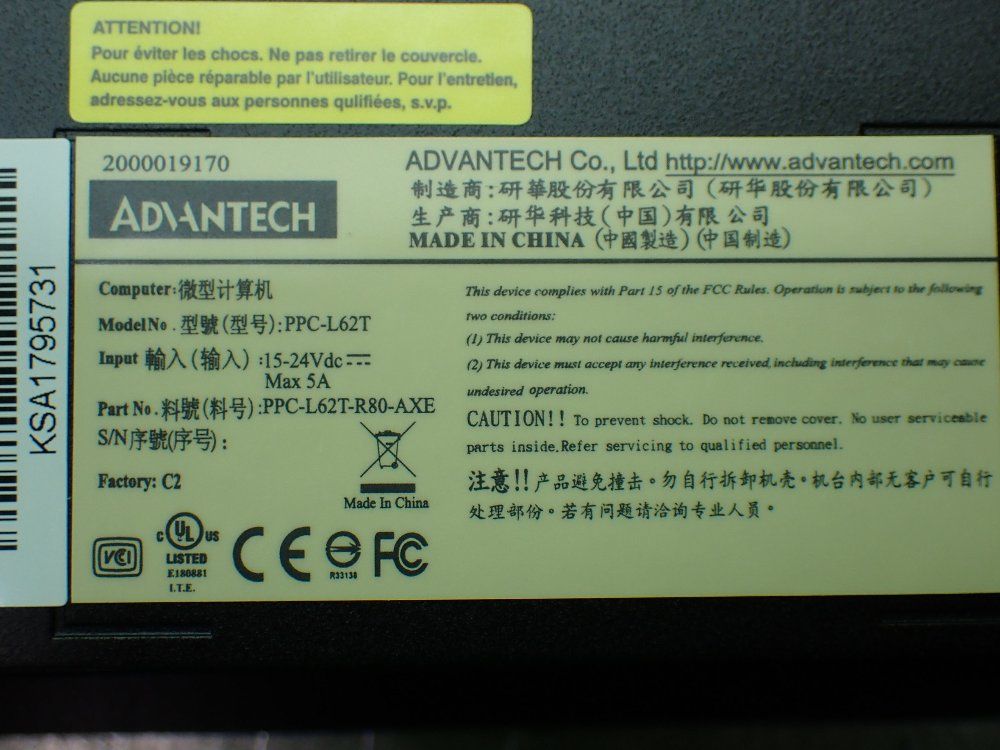 ATTENTION!
Pour éviter les chocs. Ne pas retirer le couvercle.
Aucune pièce réparable par l'utilisateur. Pour l'entretien,
adressez-vous aux personnes qulifiées, s.v.p.
KSA1795731
2000019170
ADVANTECH
ADVANTECH Co., Ltd http://www.advantech.com
制造商:研華股份有限公司(研华股份有限公司)
生产商:研华科技(中国)有限公司
MADE IN CHINA (中國製造)(中国制造)
Computer:微型计算机
Model No .型號(型号):PPC-L62T
Input 輸入(输入) :15-24Vdc
Max 5A
Part No .料號(料号):PPC-L62T-R80-AXE
S/N序號(序号):
Factory: C2
Made In China
VCI
C UL US
LISTED
E180881
I.T.E.
CE
R33138
FC
This device complies with Part 15 of the FCC Rules. Operation is subject to the following
two conditions:
(1) This device may not cause harmful interference.
(2) This device must accept any interference received,including interference that may cause
undesired operation.
CAUTION!! To prevent shock. Do not remove cover. No user serviceable
parts inside.Refer servicing to qualified personnel.
注意!!产品避免撞击。勿自行拆卸机壳。机台内部无客户可自行
处理部份。若有问题请洽询专业人员。